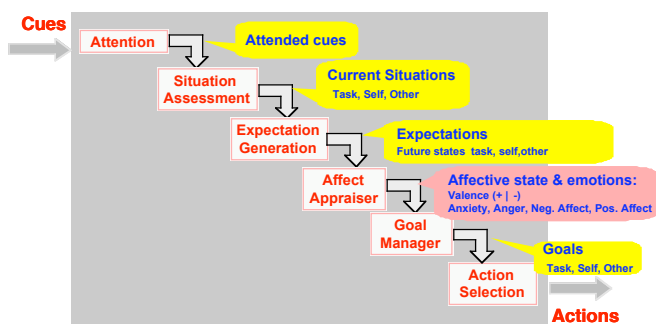 Cues
Attention
Attended cues
Situation
Assessment
Current Situations
Task, Self, Other
Expectation
Generation
Expectations
Future states task, self,other
Affect
Appraiser
Affective state & emotions:
Valence (+ | -)
Anxiety, Anger, Neg. Affect, Pos. Affect
Goal
Manager
Goals
Task, Self, Other
Action
Selection
Actions